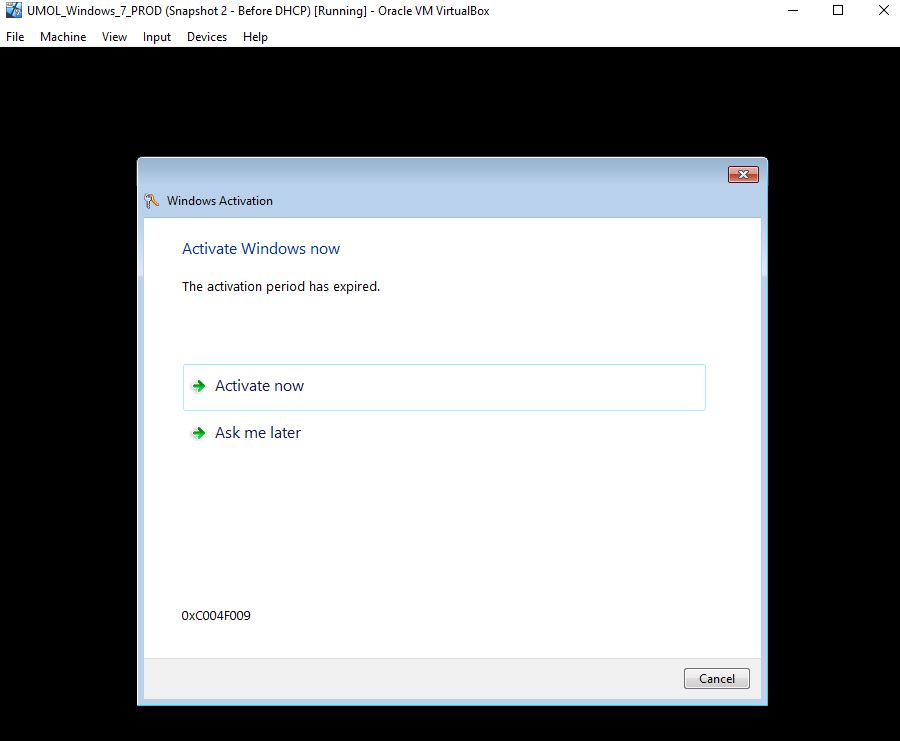 UMOL_Windows_7_PROD (Snapshot 2 - Before DHCP) [Running] - Oracle VM VirtualBox
File Machine View Input Devices Help
Windows Activation
Activate Windows now
The activation period has expired.
Activate now
Ask me later
0xC004F009
Cancel